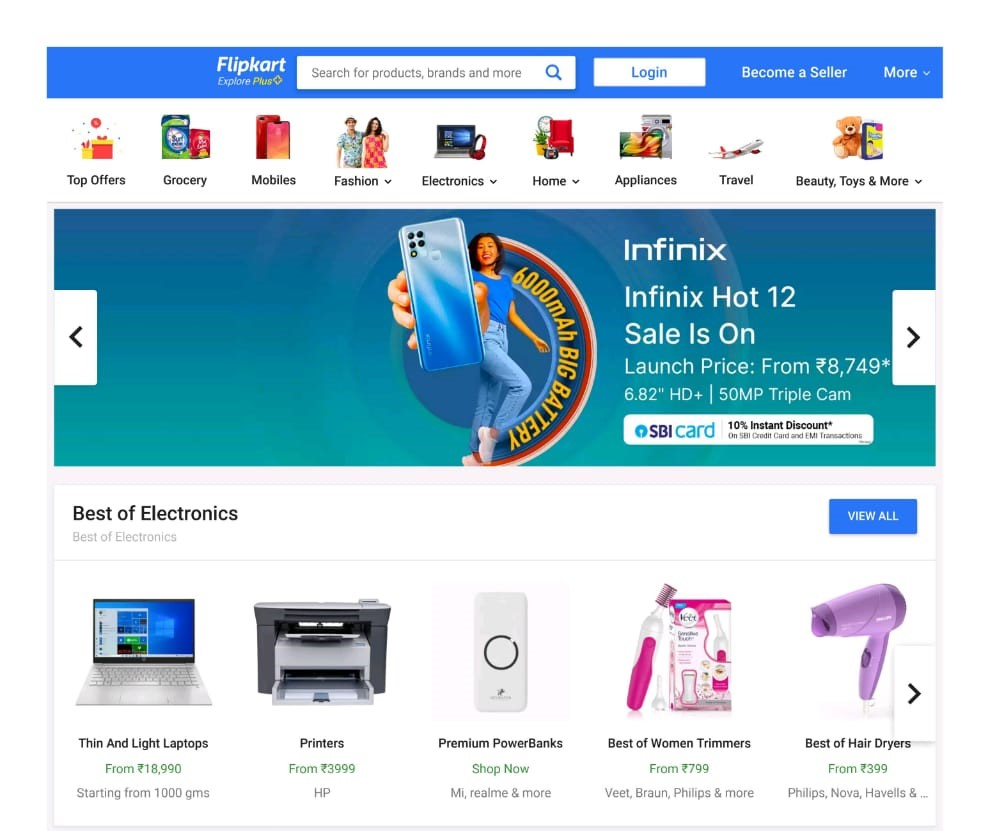 Flipkart
Explore Plus
Search for products, brands and more
Login
Become a Seller
More
Top Offers
Grocery
Mobiles
Fashion
Electronics
Home
Appliances
Travel
Beauty, Toys & More
6000mAh BIG BATTERY
Infinix
Infinix
Infinix Hot 12
Sale Is On
Launch Price: From ₹8,749*
6.82" HD+ | 50MP Triple Cam
SBI card
10% Instant Discount*
On SBI Credit Card and EMI Transactions
Best of Electronics
Best of Electronics
VIEW ALL
Veet
Sensitive
Touch
Thin And Light Laptops
Printers
Premium PowerBanks
Best of Women Trimmers
Best of Hair Dryers
From ₹18,990
From ₹3999
Shop Now
From ₹799
From ₹399
Starting from 1000 gms
HP
Mi, realme & more
Veet, Braun, Philips & more
Philips, Nova, Havells & ...